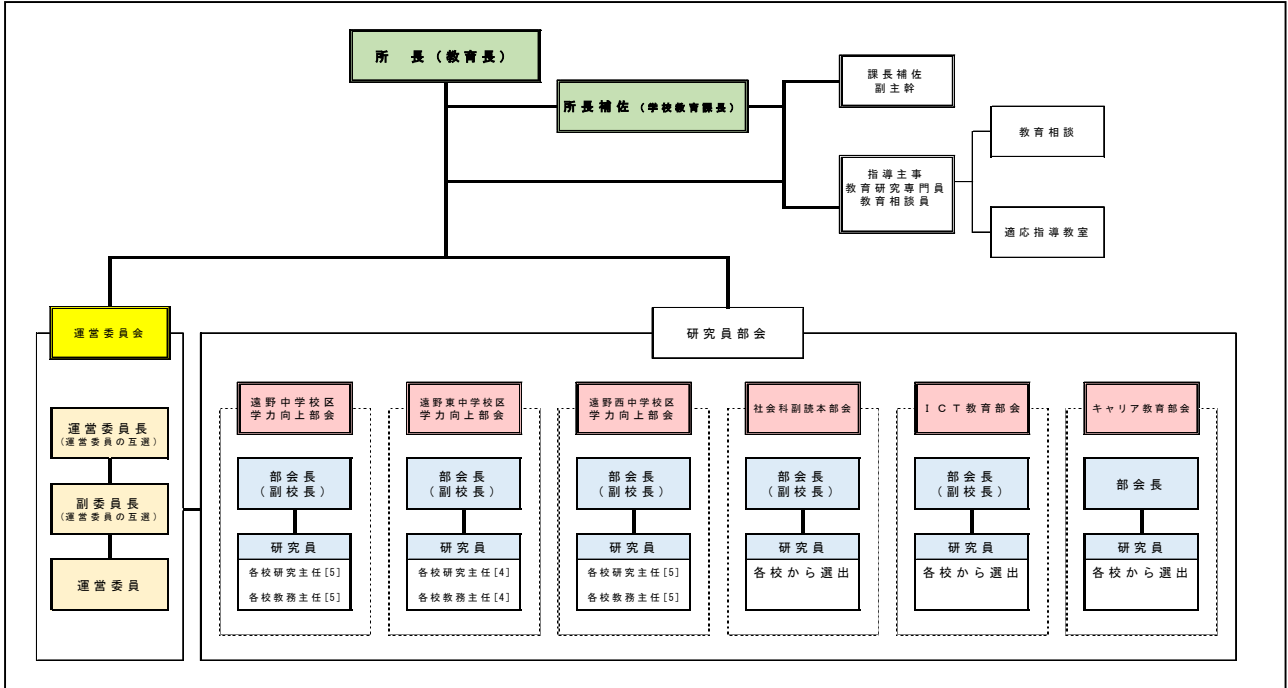 所　長（教育長）
所長補佐（学校教育課長）
課長補佐
副主幹
指導主事
教育研究専門員
教育相談員
教育相談
適応指導教室
運営委員会
運営委員長
（運営委員の互選）
副委員長
（運営委員の互選）
運営委員
研究員部会
遠野中学校区
学力向上部会
部会長
（副校長）
研究員
各校研究主任[5]
各校教務主任[5]
遠野東中学校区
学力向上部会
部会長
（副校長）
研究員
各校研究主任[4]
各校教務主任[4]
遠野西中学校区
学力向上部会
部会長
（副校長）
研究員
各校研究主任[5]
各校教務主任[5]
社会科副読本部会
部会長
（副校長）
研究員
各校から選出
ＩＣＴ教育部会
部会長
（副校長）
研究員
各校から選出
キャリア教育部会
部会長
研究員
各校から選出